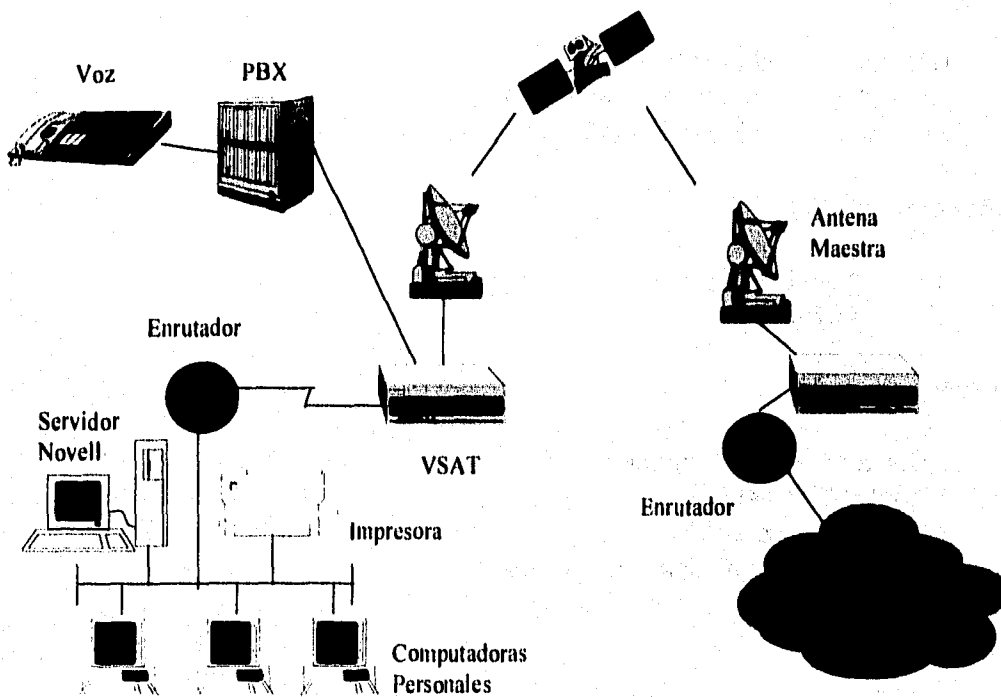 Voz
PBX
Antena
Maestra
Enrutador
Servidor
Novell
VSAT
Impresora
Enrutador
Computadoras
Personales